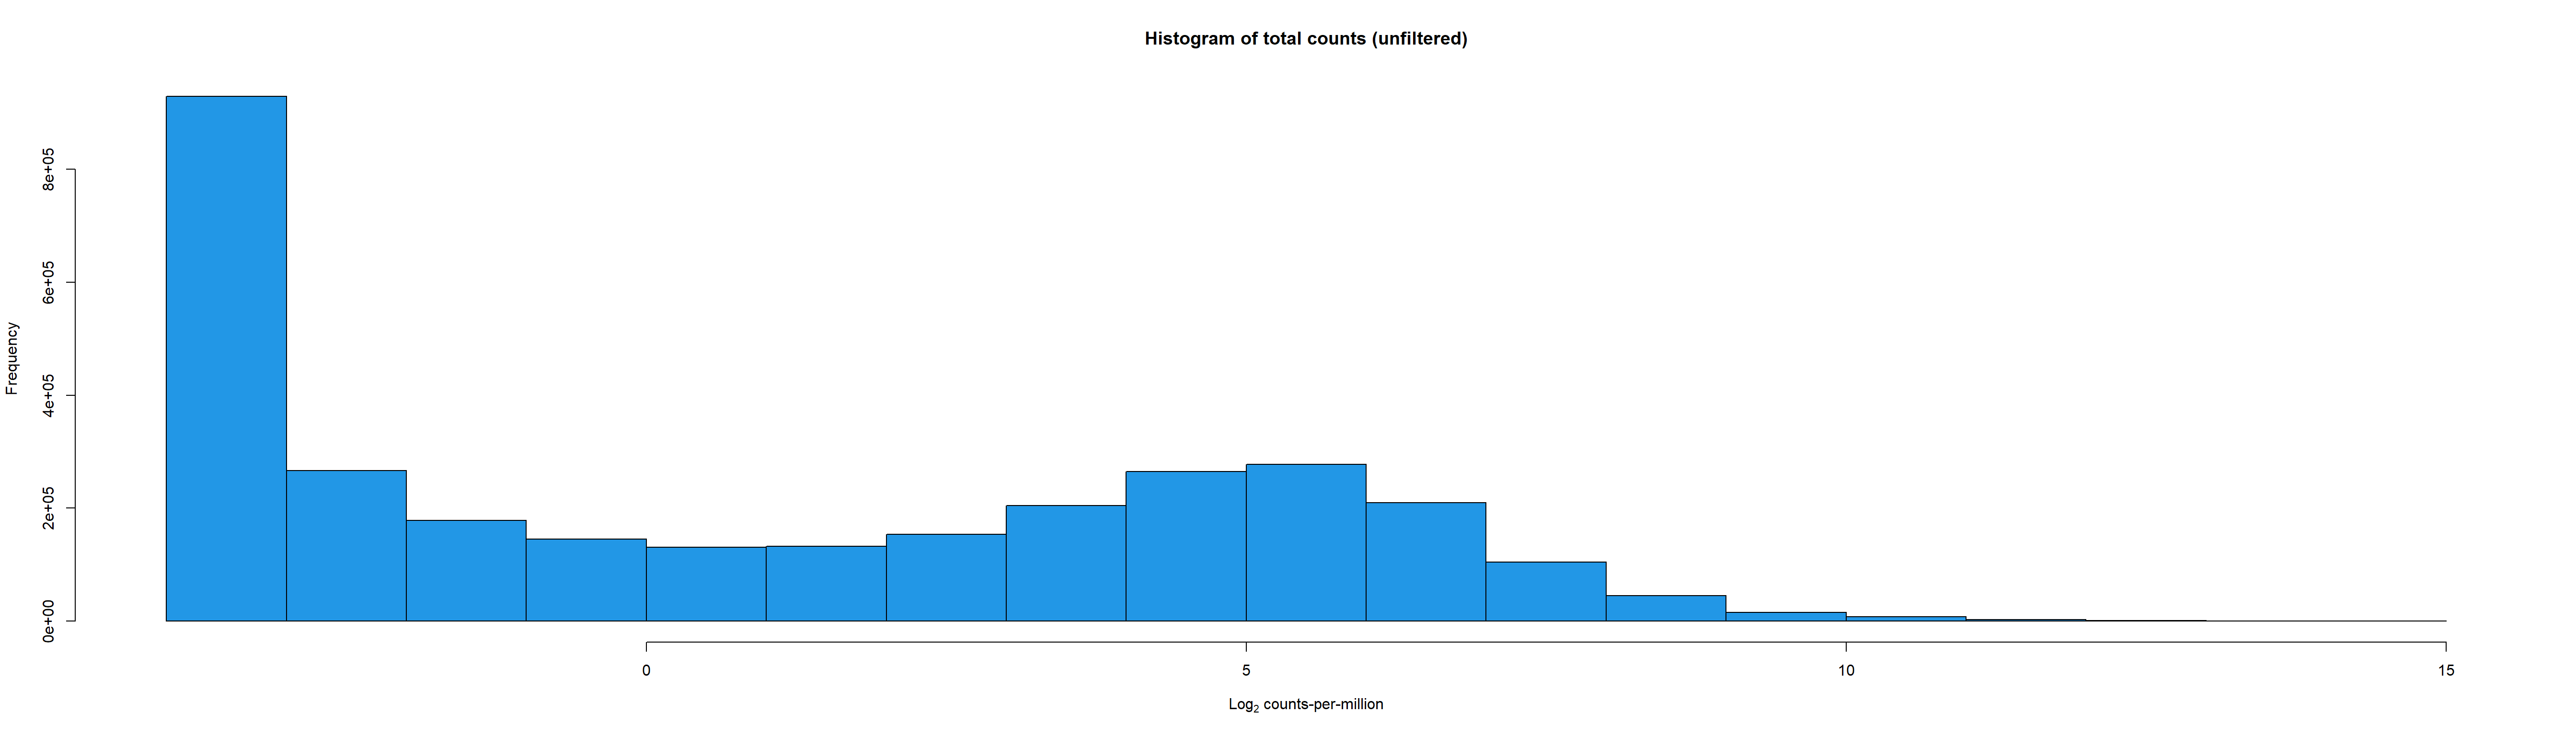 Histogram of total counts (unfiltered)
Frequency
8e+05
6e+05
4e+05
2e+05
0e+00
0 5 10 15
Log₂ counts-per-million